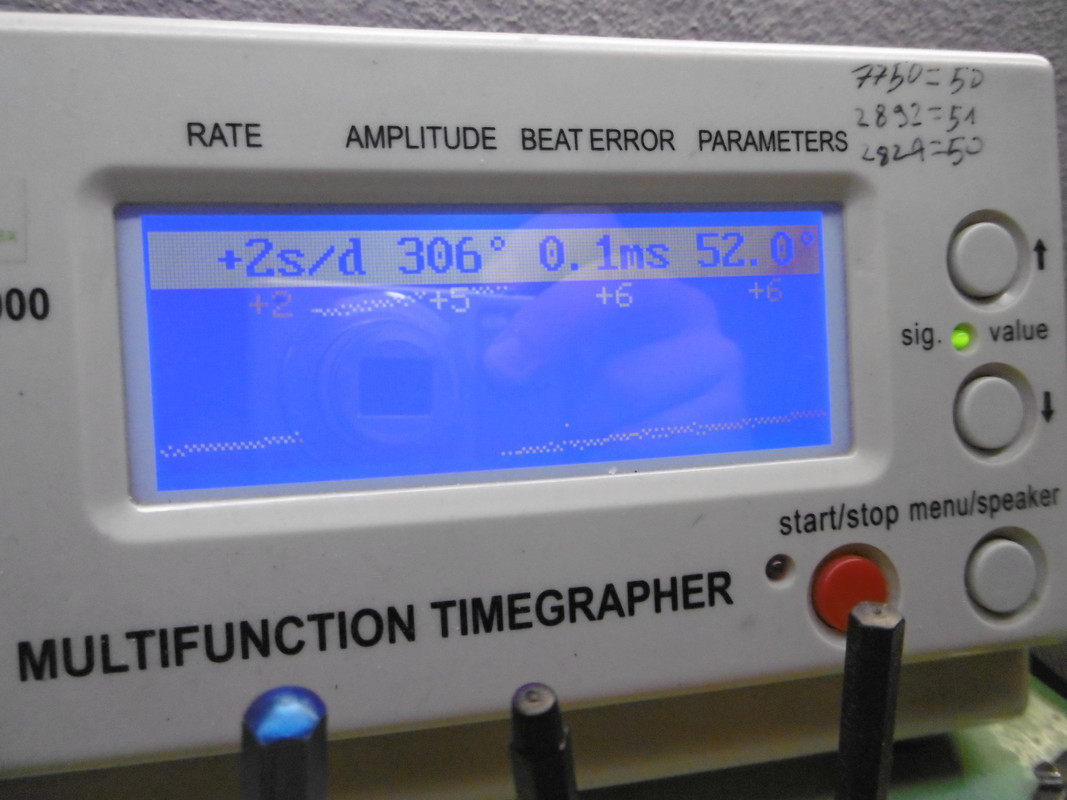 7750=50
2892=51
2824=50
RATE AMPLITUDE BEAT ERROR PARAMETERS
+2s/d 306° 0.1ms 52.0°
+2 +5 +6 +6
sig. value
000
start/stop menu/speaker
MULTIFUNCTION TIMEGRAPHER